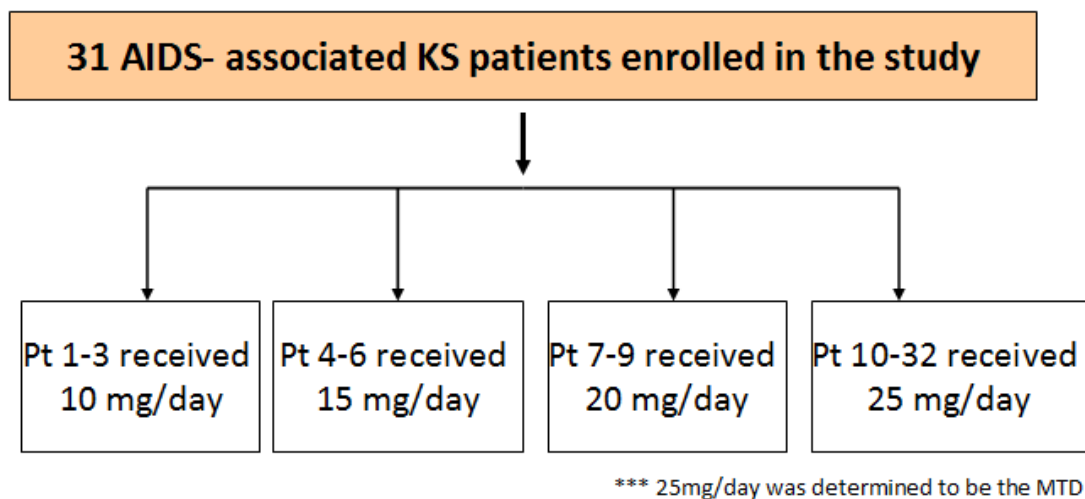 31 AIDS- associated KS patients enrolled in the study
Pt 1-3 received
10 mg/day
Pt 4-6 received
15 mg/day
Pt 7-9 received
20 mg/day
Pt 10-32 received
25 mg/day
*** 25mg/day was determined to be the MTD